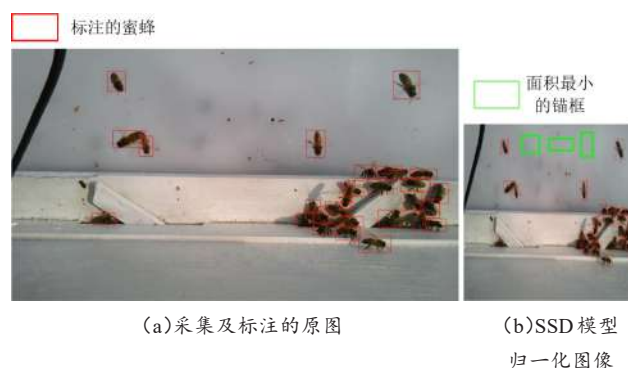 标注的蜜蜂
面积最小
的锚框
(a)采集及标注的原图
(b)SSD模型
归一化图像